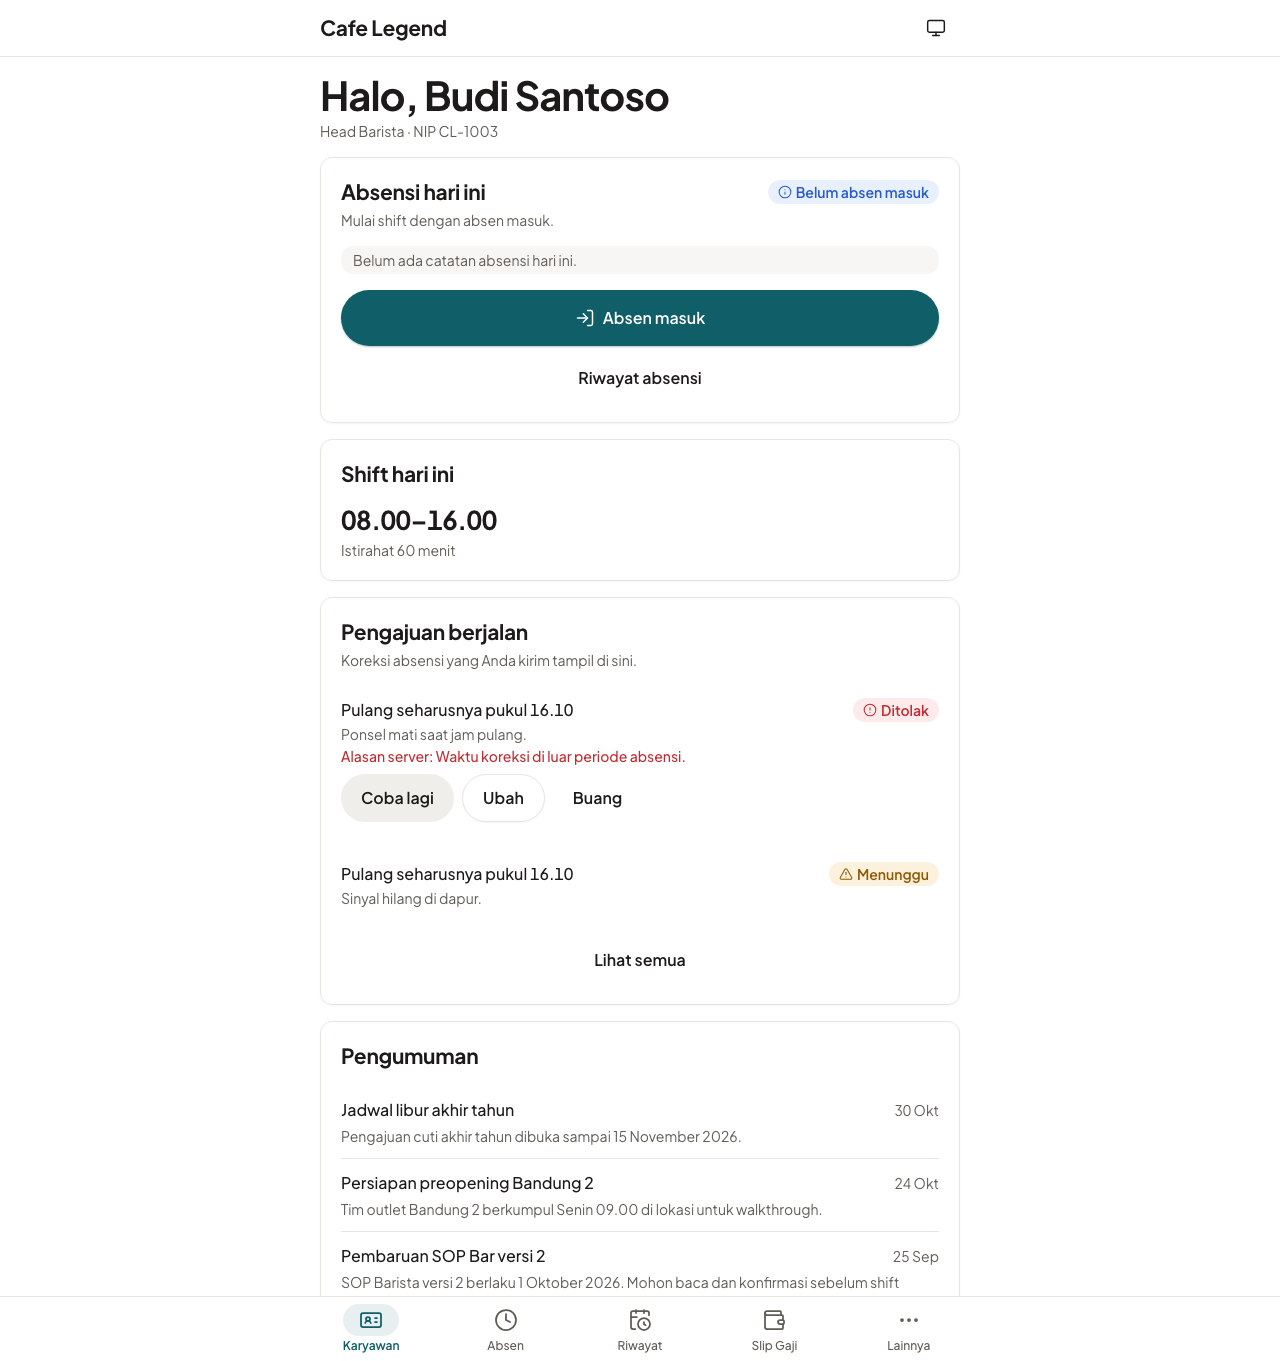 Cafe Legend
Halo, Budi Santoso
Head Barista · NIP CL-1003
Absensi hari ini
Belum absen masuk
Mulai shift dengan absen masuk.
Belum ada catatan absensi hari ini.
Absen masuk
Riwayat absensi
Shift hari ini
08.00–16.00
Istirahat 60 menit
Pengajuan berjalan
Koreksi absensi yang Anda kirim tampil di sini.
Pulang seharusnya pukul 16.10
Ditolak
Ponsel mati saat jam pulang.
Alasan server: Waktu koreksi di luar periode absensi.
Coba lagi
Ubah
Buang
Pulang seharusnya pukul 16.10
Menunggu
Sinyal hilang di dapur.
Lihat semua
Pengumuman
Jadwal libur akhir tahun
30 Okt
Pengajuan cuti akhir tahun dibuka sampai 15 November 2026.
Persiapan preopening Bandung 2
24 Okt
Tim outlet Bandung 2 berkumpul Senin 09.00 di lokasi untuk walkthrough.
Pembaruan SOP Bar versi 2
25 Sep
SOP Barista versi 2 berlaku 1 Oktober 2026. Mohon baca dan konfirmasi sebelum shift
Karyawan
Absen
Riwayat
Slip Gaji
Lainnya